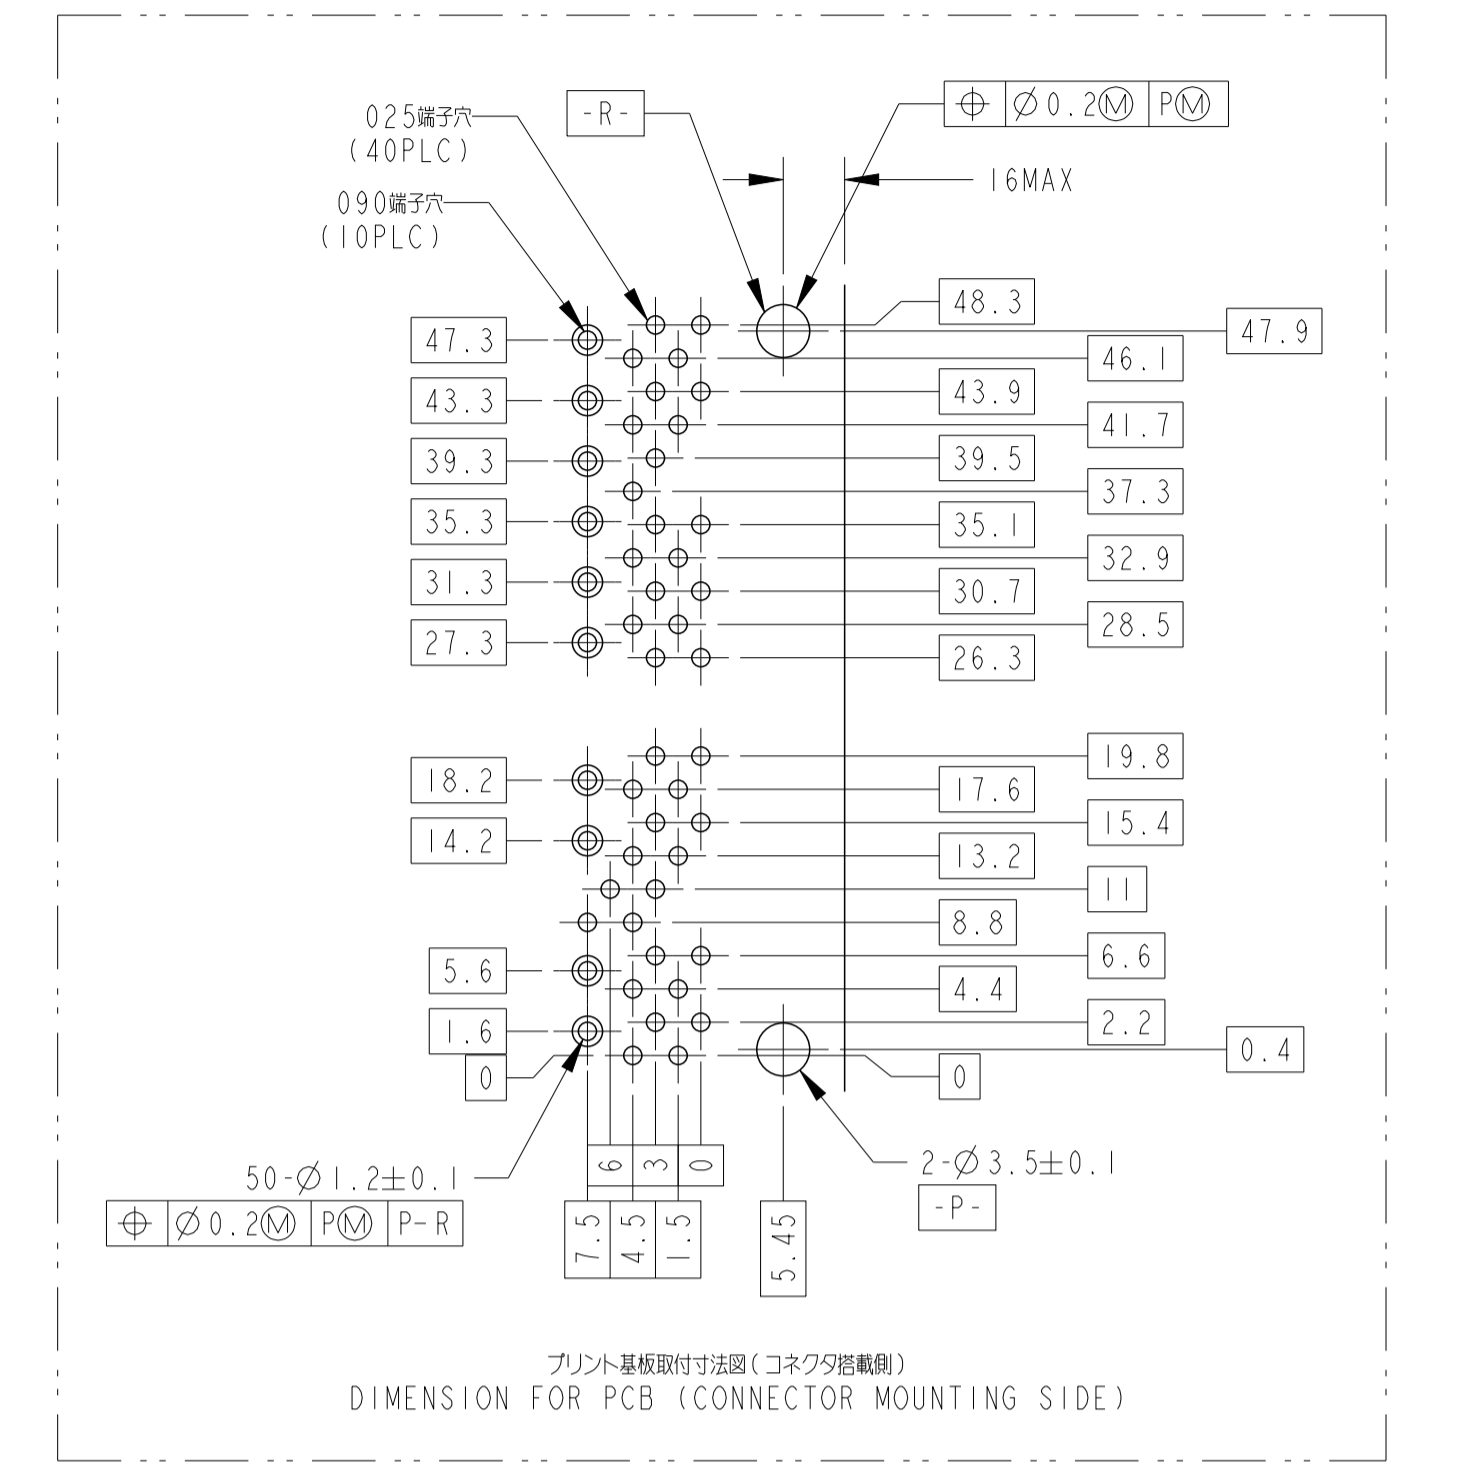 025端子穴
(40PLC)
090端子穴
(10PLC)
-R-
⌖ ∅0.2Ⓜ PⓂ
16MAX
48.3
47.9
47.3
46.1
43.3
43.9
41.7
39.3
39.5
37.3
35.3
35.1
32.9
31.3
30.7
28.5
27.3
26.3
19.8
18.2
17.6
15.4
14.2
13.2
11
8.8
6.6
5.6
4.4
2.2
1.6
0.4
0
0
50-∅1.2±0.1
⌖ ∅0.2Ⓜ PⓂ P-R
6 3 0
7.5 4.5 1.5
5.45
2-∅3.5±0.1
-P-
プリント基板取付寸法図(コネクタ搭載側)
DIMENSION FOR PCB (CONNECTOR MOUNTING SIDE)